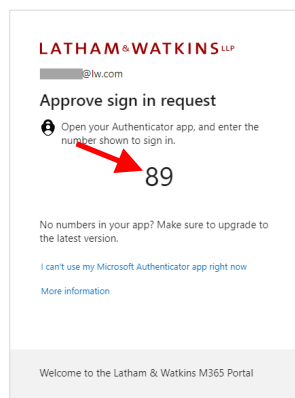 LATHAM&WATKINS LLP
@lw.com
Approve sign in request
Open your Authenticator app, and enter the
number shown to sign in.
89
No numbers in your app? Make sure to upgrade to
the latest version.
I can't use my Microsoft Authenticator app right now
More information
Welcome to the Latham & Watkins M365 Portal